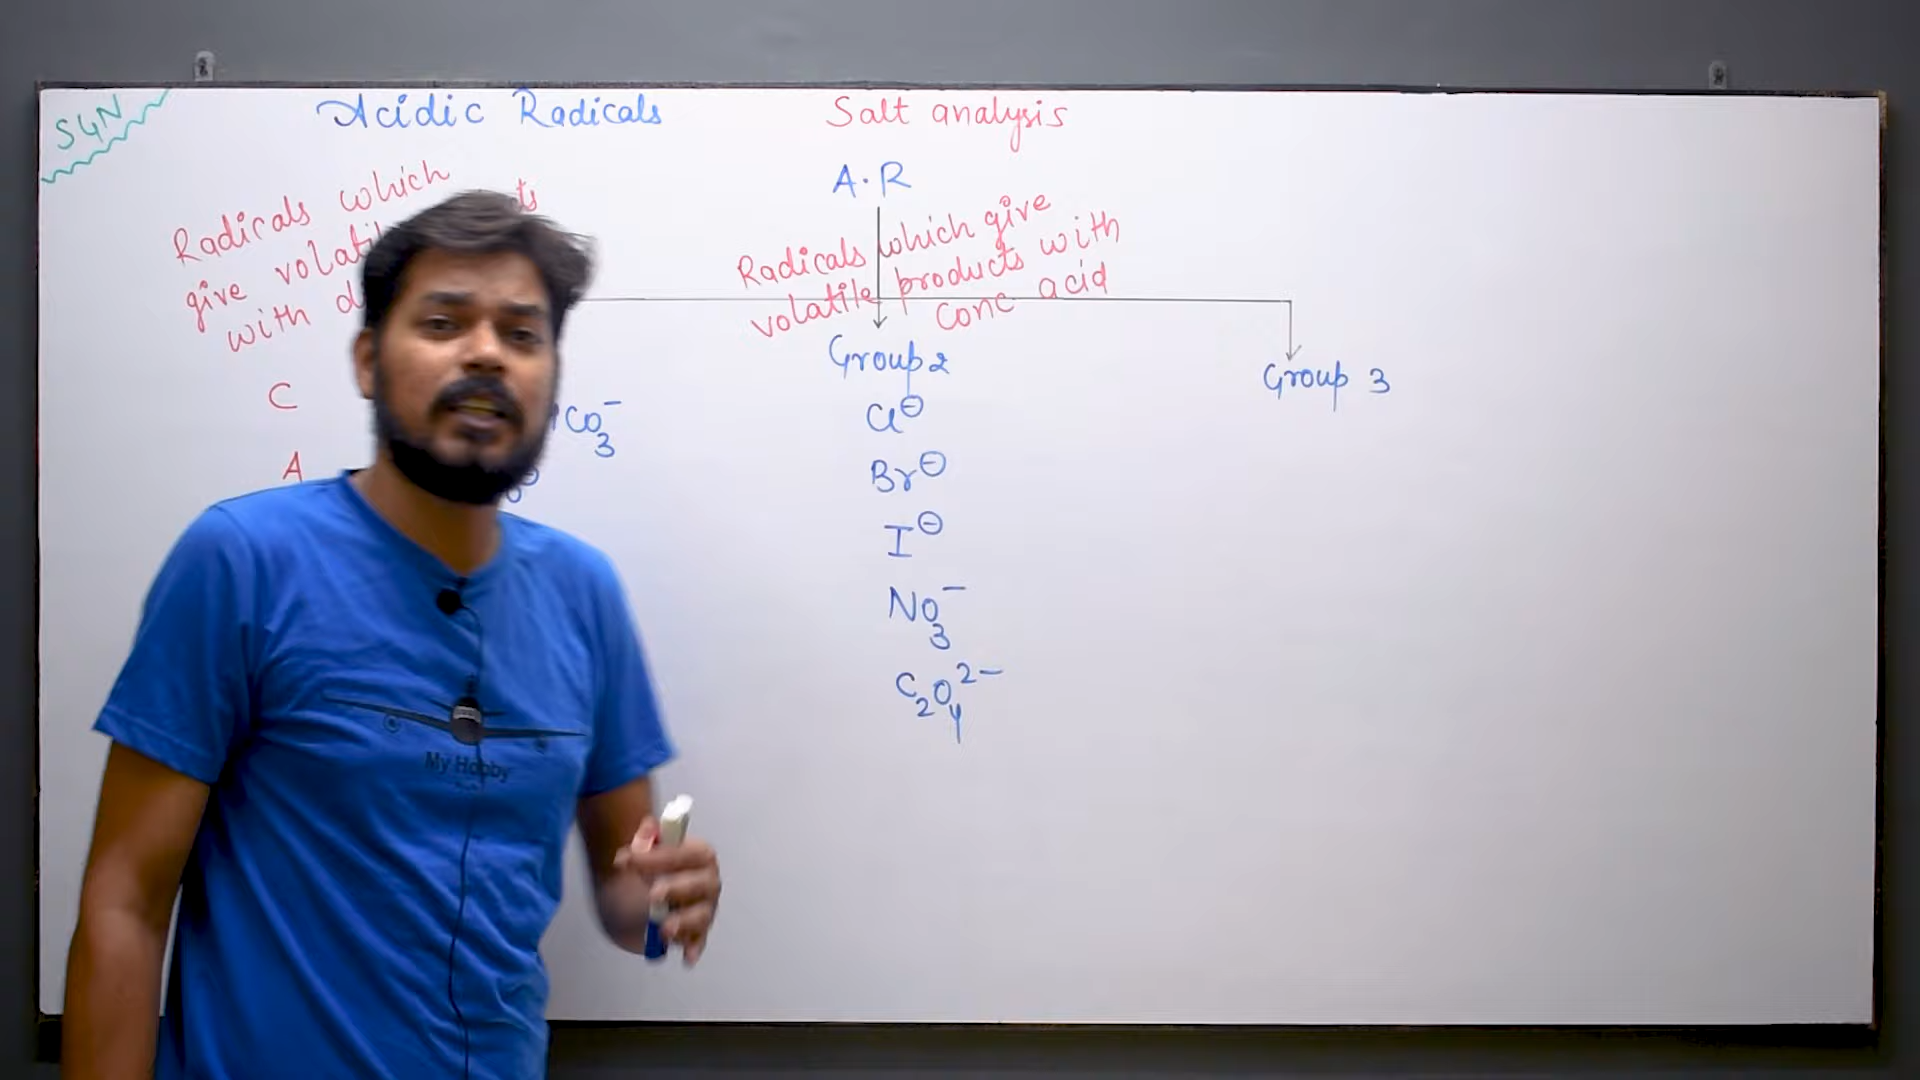 S4N
Acidic Radicals
Salt analysis
A.R
Radicals which
give
with
Radicals which give
volatile products with
conc acid
Group 2
Group 3
C
A
CO₃⁻
Cl⊖
Br⊖
I⊖
NO₃⁻
C₂O₄²⁻
My Hobby